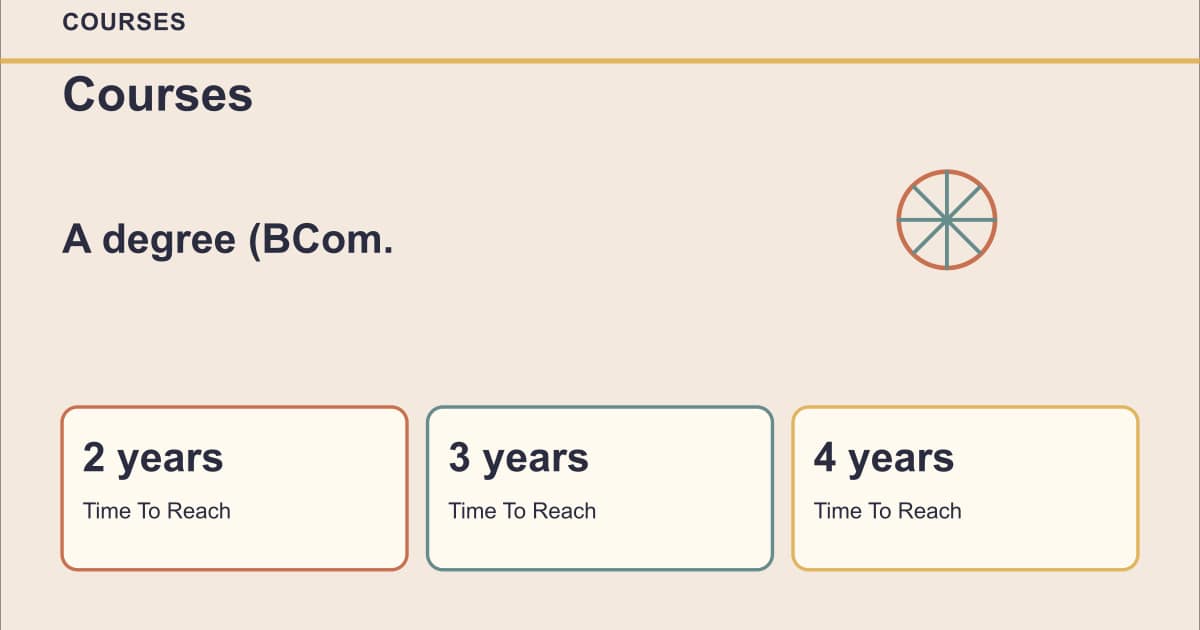 COURSES
Courses
A degree (BCom.
2 years
Time To Reach
3 years
Time To Reach
4 years
Time To Reach